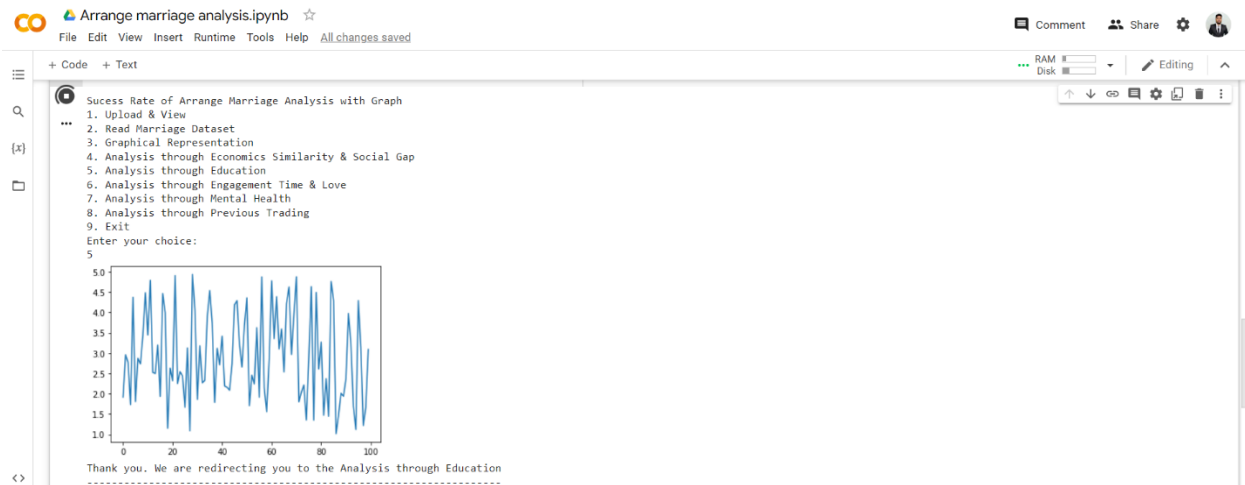 Arrange marriage analysis.ipynb
Comment
Share
File Edit View Insert Runtime Tools Help All changes saved
+ Code + Text
RAM
Disk
Editing
Sucess Rate of Arrange Marriage Analysis with Graph
1. Upload & View
2. Read Marriage Dataset
3. Graphical Representation
4. Analysis through Economics Similarity & Social Gap
5. Analysis through Education
6. Analysis through Engagement Time & Love
7. Analysis through Mental Health
8. Analysis through Previous Trading
9. Exit
Enter your choice:
5
5.0
4.5
4.0
3.5
3.0
2.5
2.0
1.5
1.0
0 20 40 60 80 100
Thank you. We are redirecting you to the Analysis through Education
--------------------------------------------------------------------